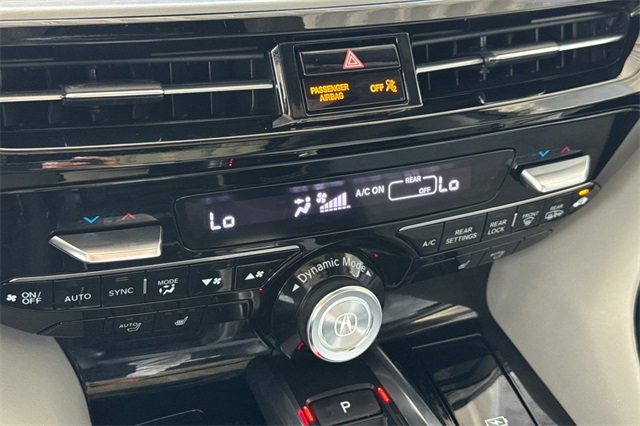 PASSENGER
AIRBAG
OFF
Lo
A/C ON
REAR
OFF
Lo
ON/
OFF
AUTO
SYNC
MODE
A/C
REAR
SETTINGS
REAR
LOCK
FRONT
REAR
AUTO
Dynamic Mode
P